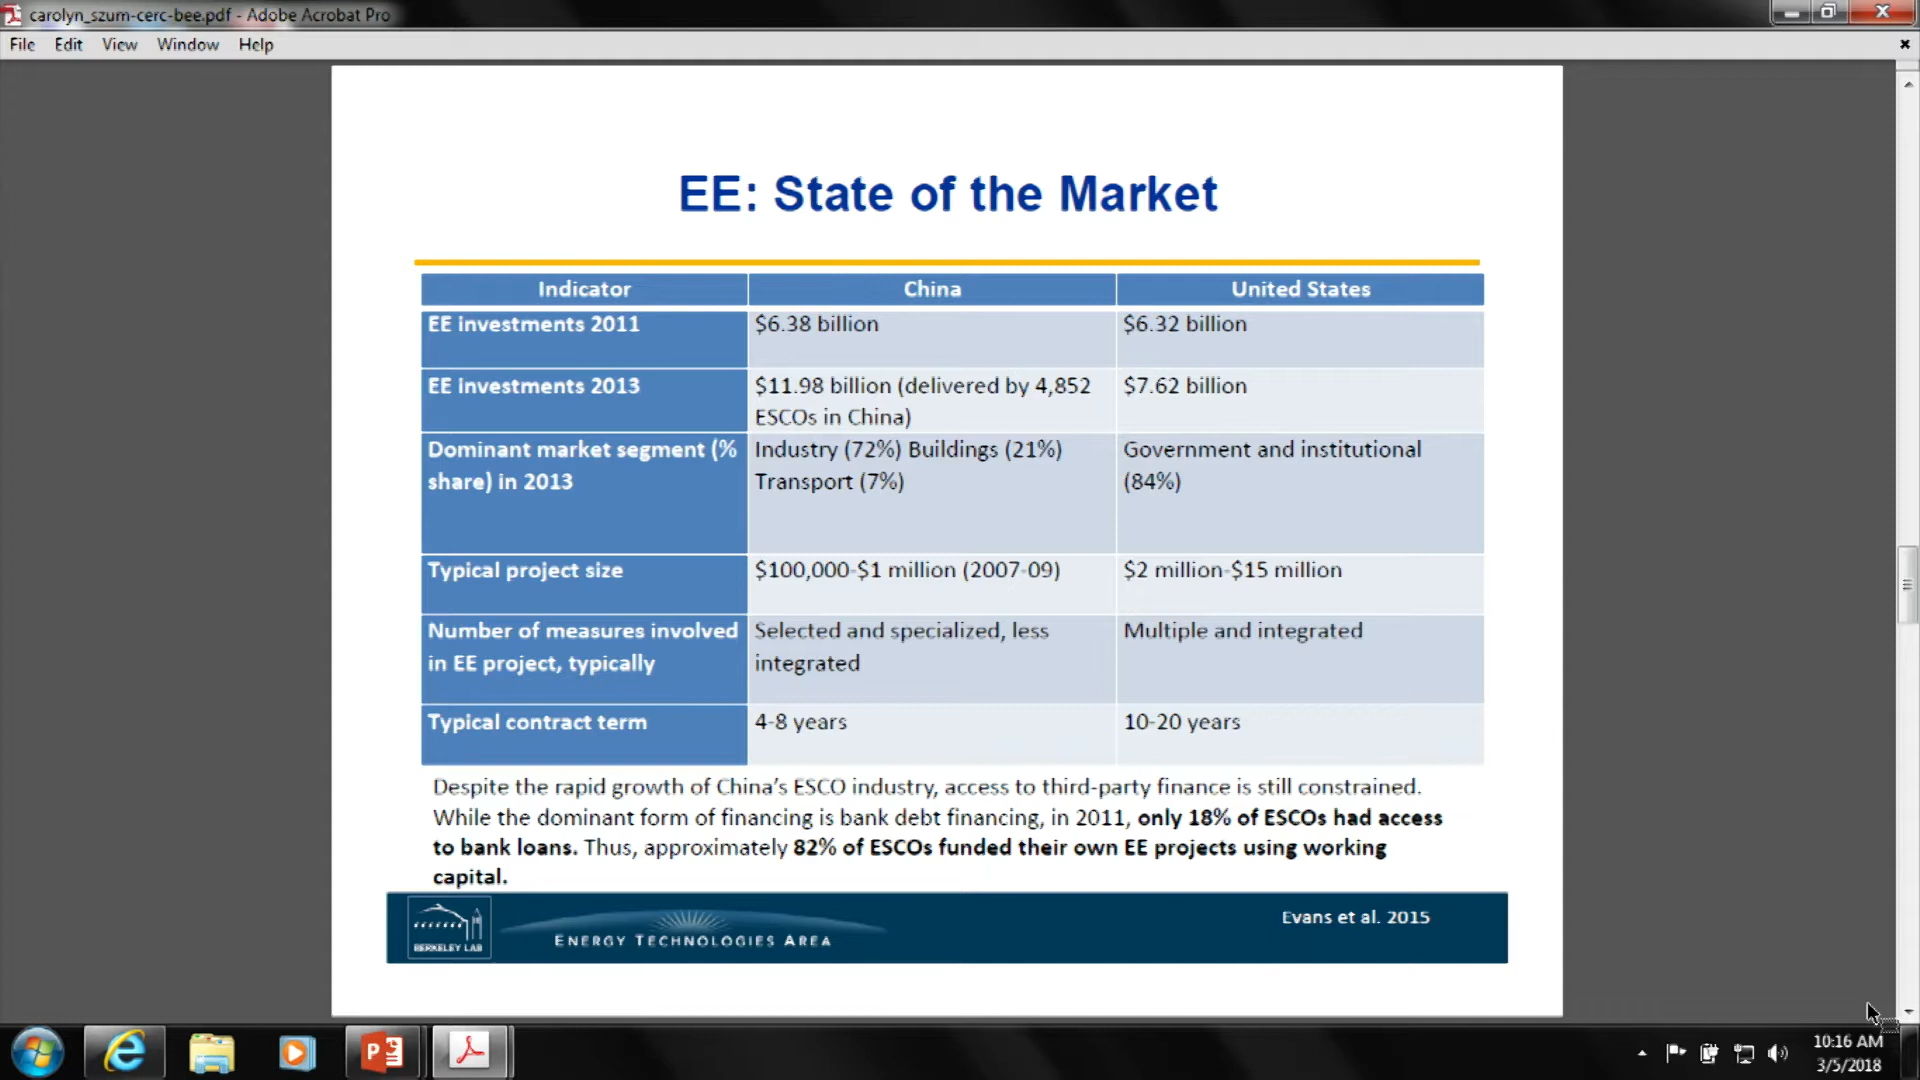 carolyn_szum-cerc-bee.pdf - Adobe Acrobat Pro
File Edit View Window Help
EE: State of the Market
Indicator China United States
EE investments 2011 $6.38 billion $6.32 billion
EE investments 2013 $11.98 billion (delivered by 4,852 $7.62 billion
ESCOs in China)
Dominant market segment (% Industry (72%) Buildings (21%) Government and institutional
share) in 2013 Transport (7%) (84%)
Typical project size $100,000-$1 million (2007-09) $2 million-$15 million
Number of measures involved Selected and specialized, less Multiple and integrated
in EE project, typically integrated
Typical contract term 4-8 years 10-20 years
Despite the rapid growth of China's ESCO industry, access to third-party finance is still constrained.
While the dominant form of financing is bank debt financing, in 2011, only 18% of ESCOs had access
to bank loans. Thus, approximately 82% of ESCOs funded their own EE projects using working
capital.
Evans et al. 2015
BERKELEY LAB ENERGY TECHNOLOGIES AREA
10:16 AM
3/5/2018